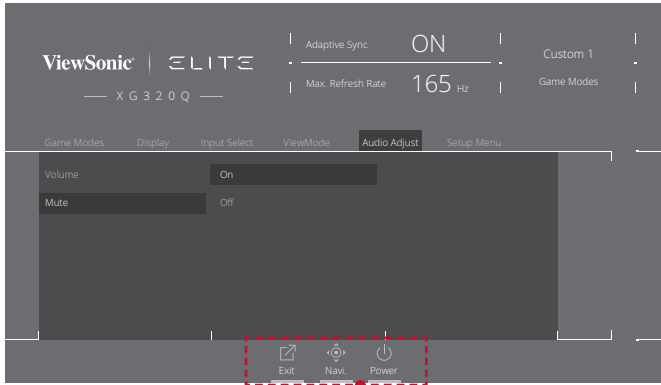 ViewSonic® ELITE
XG320Q
Adaptive Sync ON
Max. Refresh Rate 165 Hz
Custom 1
Game Modes
Game Modes Display Input Select ViewMode Audio Adjust Setup Menu
Volume On
Mute Off
Exit Navi. Power